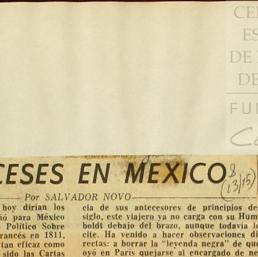 CE
ES
DE
DE
FU
CESES EN MEXICO
8
(13/15)
Por SALVADOR NOVO
hoy dirían los
ñó para México
Político Sobre
francés en 1811,
tan eficaz como
sido las Cartas
cia de sus antecesores de principios del
siglo, este viajero ya no carga con su Hum
boldt debajo del brazo, aunque todavía lo
cite. Ha venido a hacer observaciones di
rectas: a borrar la "leyenda negra" de que
oyó en París quejarse al encargado de ne